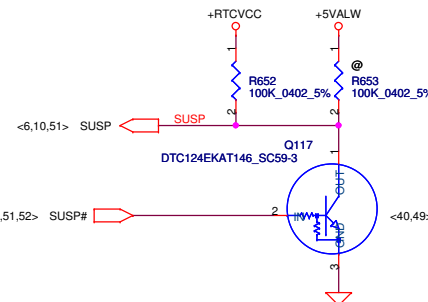 +RTCVCC +5VALW
1 1
@
R652 R653
100K_0402_5% 100K_0402_5%
2 2
<6,10,51> SUSP SUSP
Q117
DTC124EKAT146_SC59-3
1
OUT
,51,52> SUSP# 2 IN <40,49:
GND
3